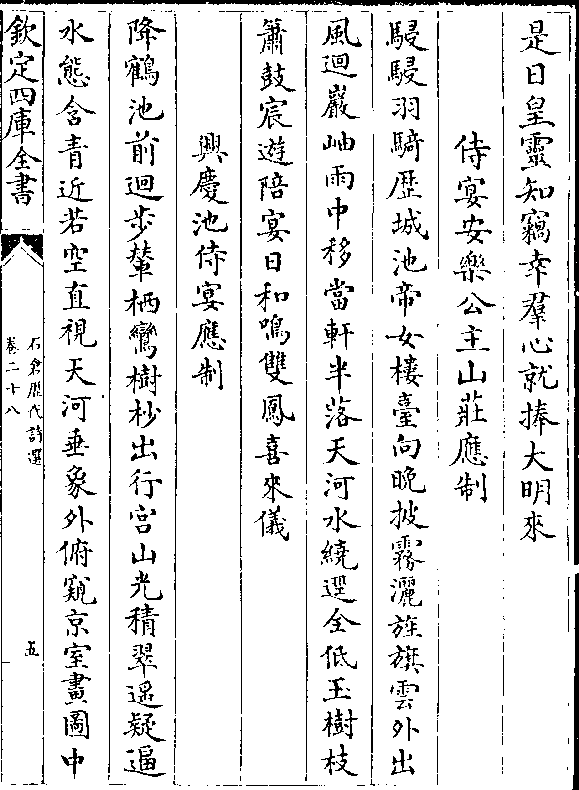 是日皇靈知竊幸羣心就捧大明來
侍宴安樂公主山莊應制
駸駸羽騎歴城池帝女樓臺向晚披霧灑旌旗雲外出
風迴巖岫雨中移當軒半落天河水繞逕全低玉樹枝
簫鼓宸遊陪宴日和鳴雙鳳喜來儀
興慶池侍宴應制
降鶴池前迴步輦栖鸞樹杪出行宮山光積翠遥疑逼
水態含青近若空直視天河垂象外俯窺京室畫圖中
欽定四庫全書
石倉歴代詩選
卷二十八
五